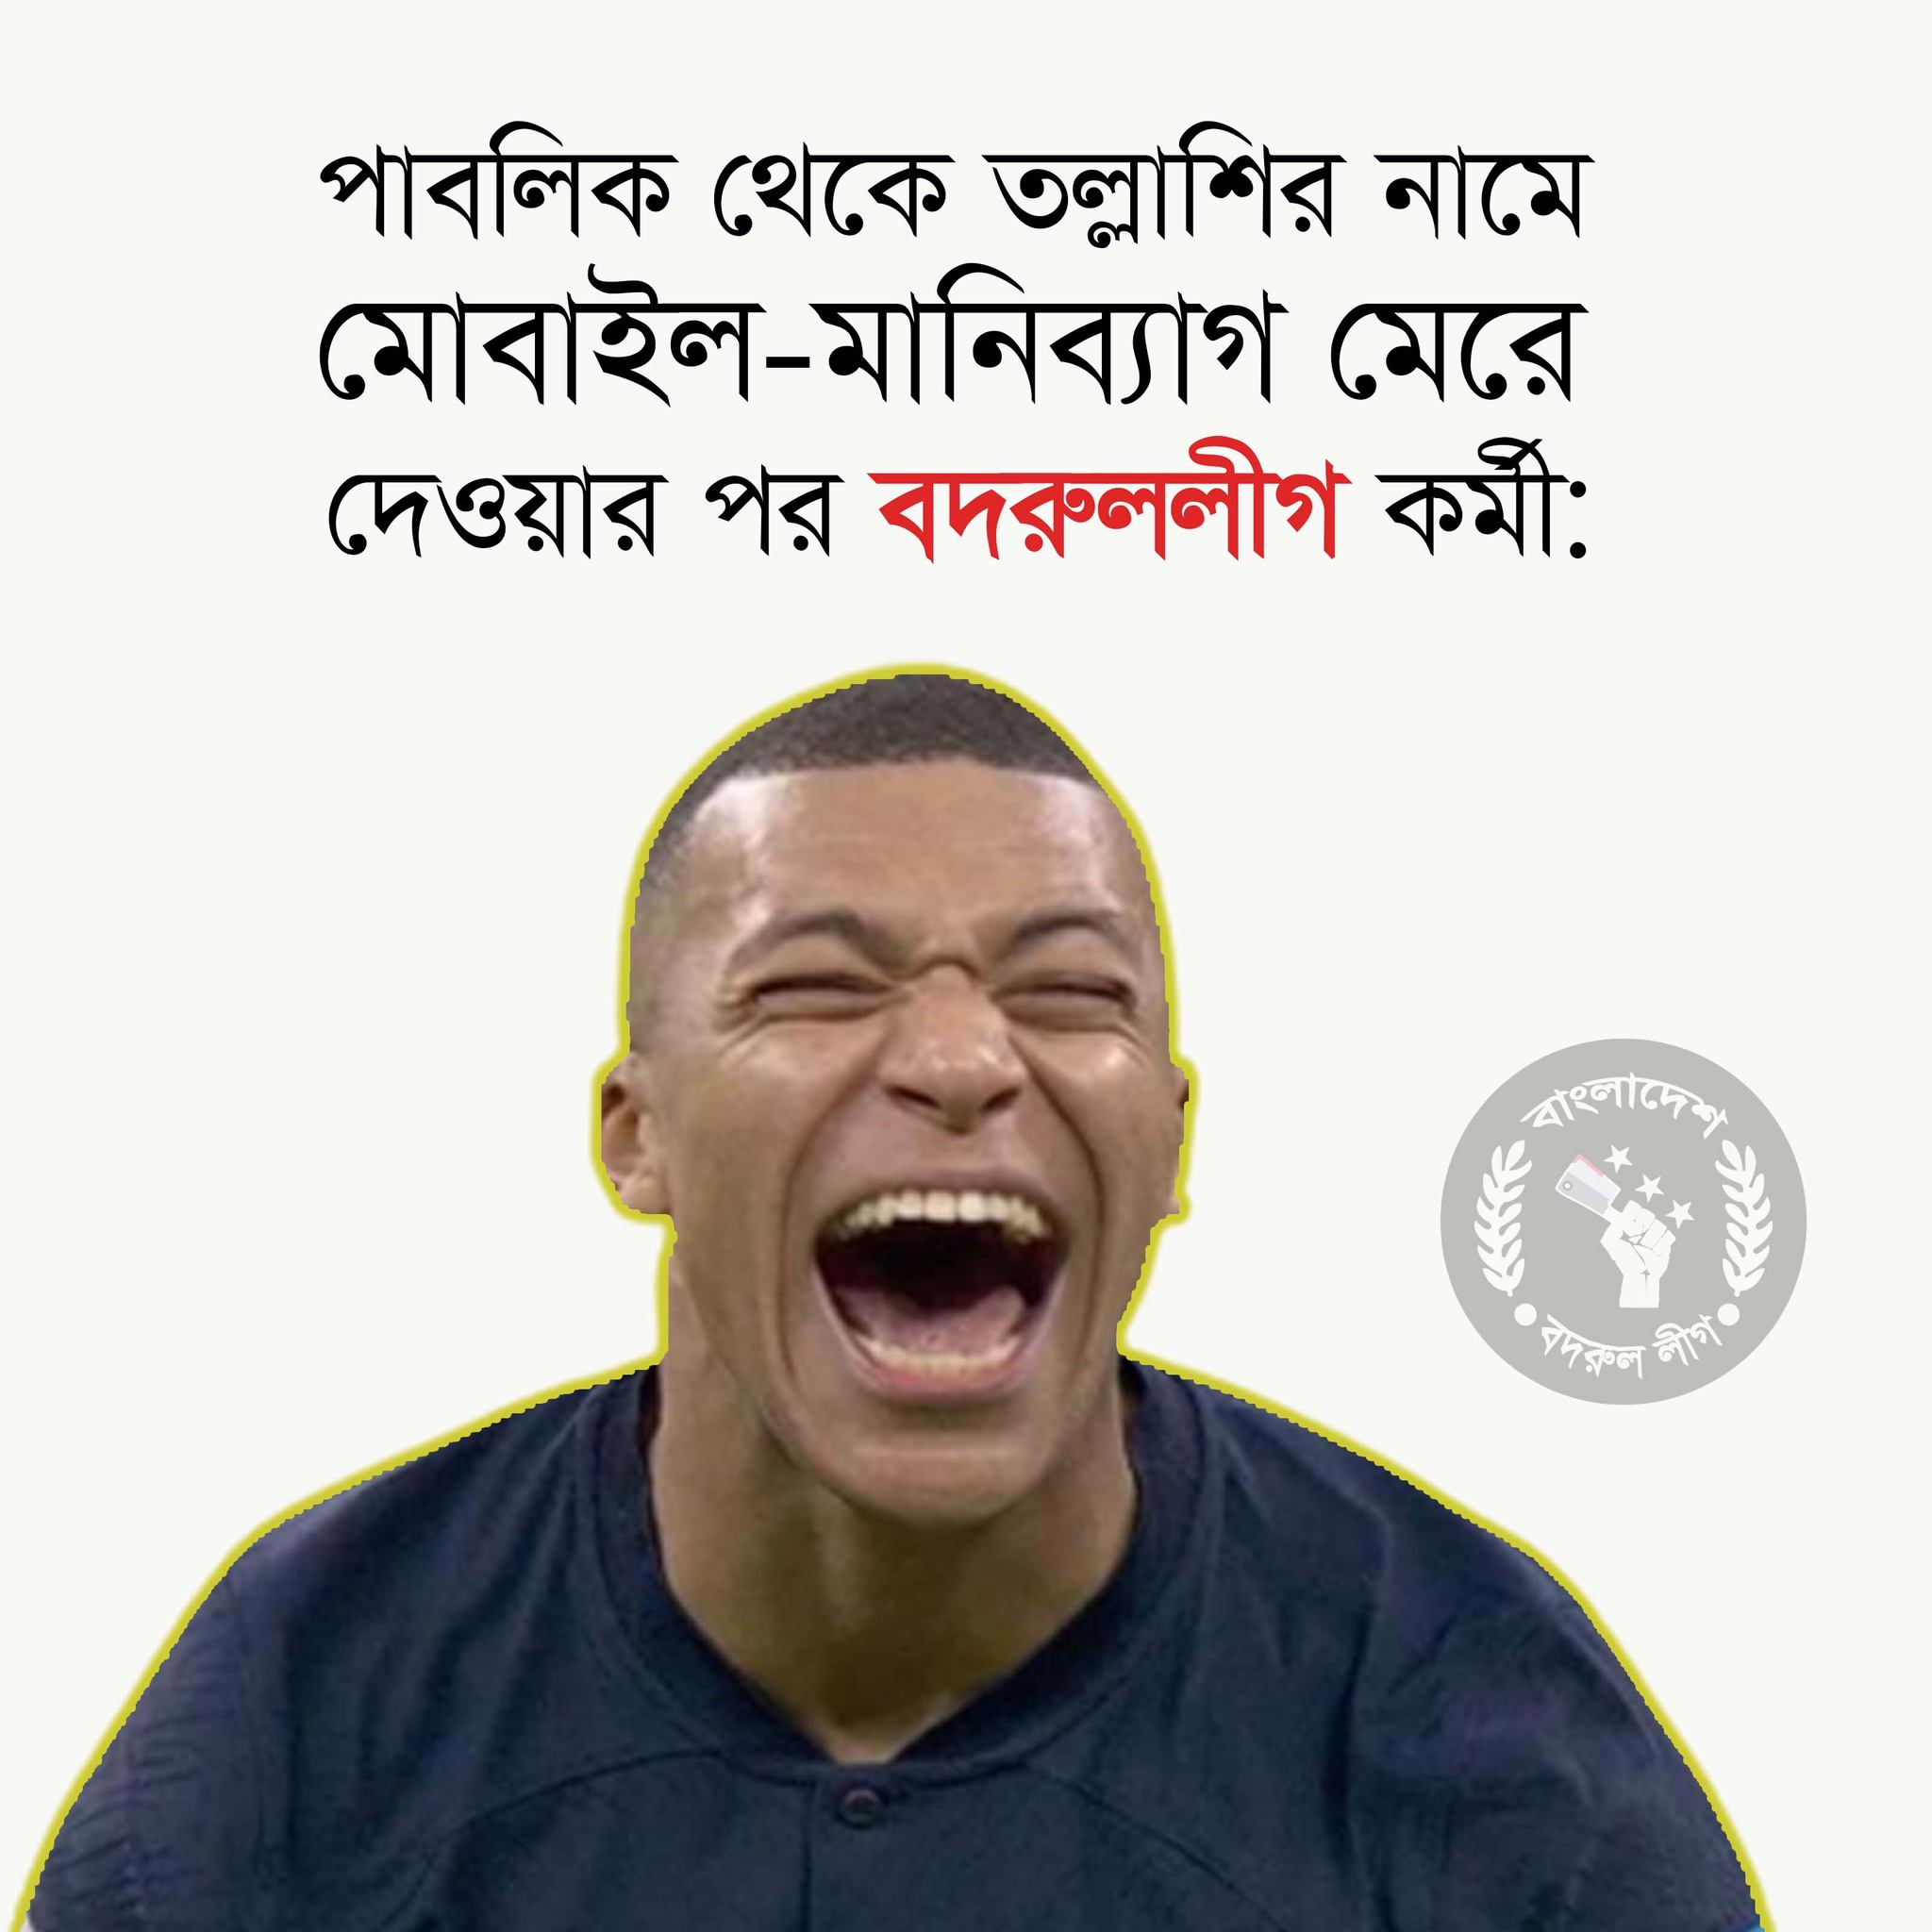 পাবলিক থেকে তল্লাশির নামে
মোবাইল-মানিব্যাগ মেরে
দেওয়ার পর বদরুললীগ কর্মী:
বাংলাদেশ
বদরুল লীগ